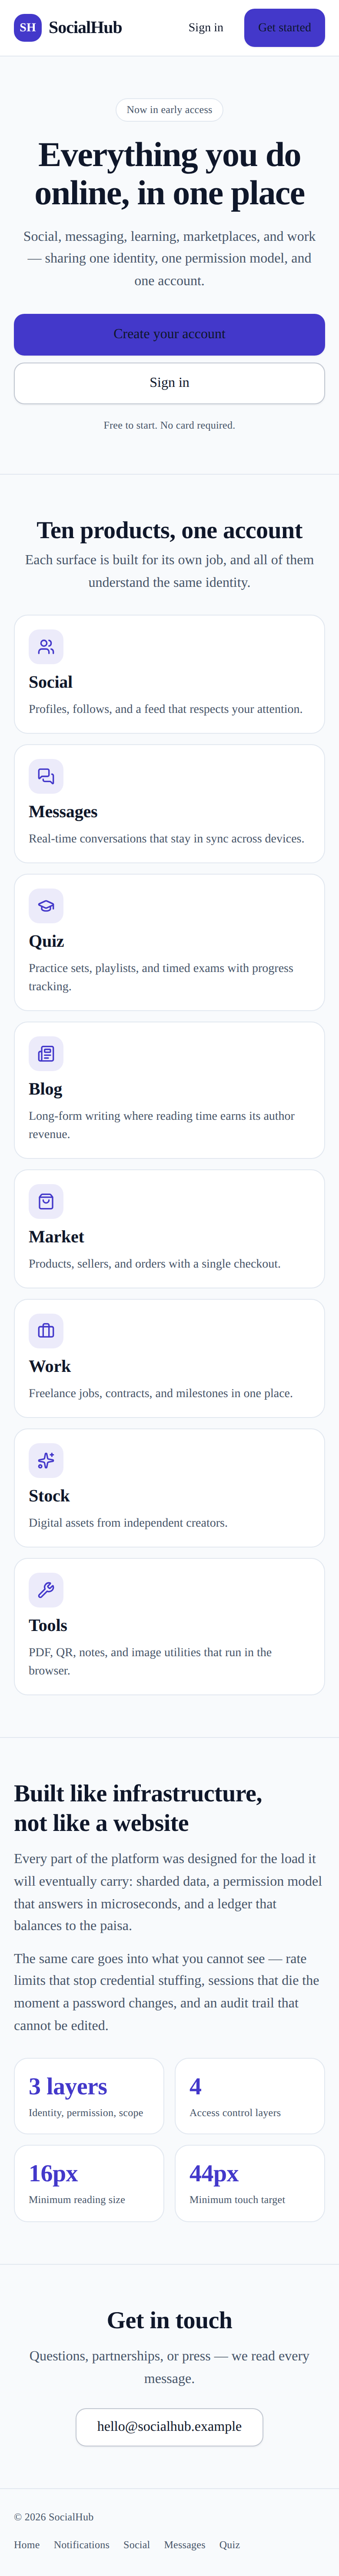 SH SocialHub Sign in Get started
Now in early access
Everything you do
online, in one place
Social, messaging, learning, marketplaces, and work
— sharing one identity, one permission model, and
one account.
Create your account
Sign in
Free to start. No card required.
Ten products, one account
Each surface is built for its own job, and all of them
understand the same identity.
Social
Profiles, follows, and a feed that respects your attention.
Messages
Real-time conversations that stay in sync across devices.
Quiz
Practice sets, playlists, and timed exams with progress
tracking.
Blog
Long-form writing where reading time earns its author
revenue.
Market
Products, sellers, and orders with a single checkout.
Work
Freelance jobs, contracts, and milestones in one place.
Stock
Digital assets from independent creators.
Tools
PDF, QR, notes, and image utilities that run in the
browser.
Built like infrastructure,
not like a website
Every part of the platform was designed for the load it
will eventually carry: sharded data, a permission model
that answers in microseconds, and a ledger that
balances to the paisa.
The same care goes into what you cannot see — rate
limits that stop credential stuffing, sessions that die the
moment a password changes, and an audit trail that
cannot be edited.
3 layers
Identity, permission, scope
4
Access control layers
16px
Minimum reading size
44px
Minimum touch target
Get in touch
Questions, partnerships, or press — we read every
message.
hello@socialhub.example
© 2026 SocialHub
Home Notifications Social Messages Quiz